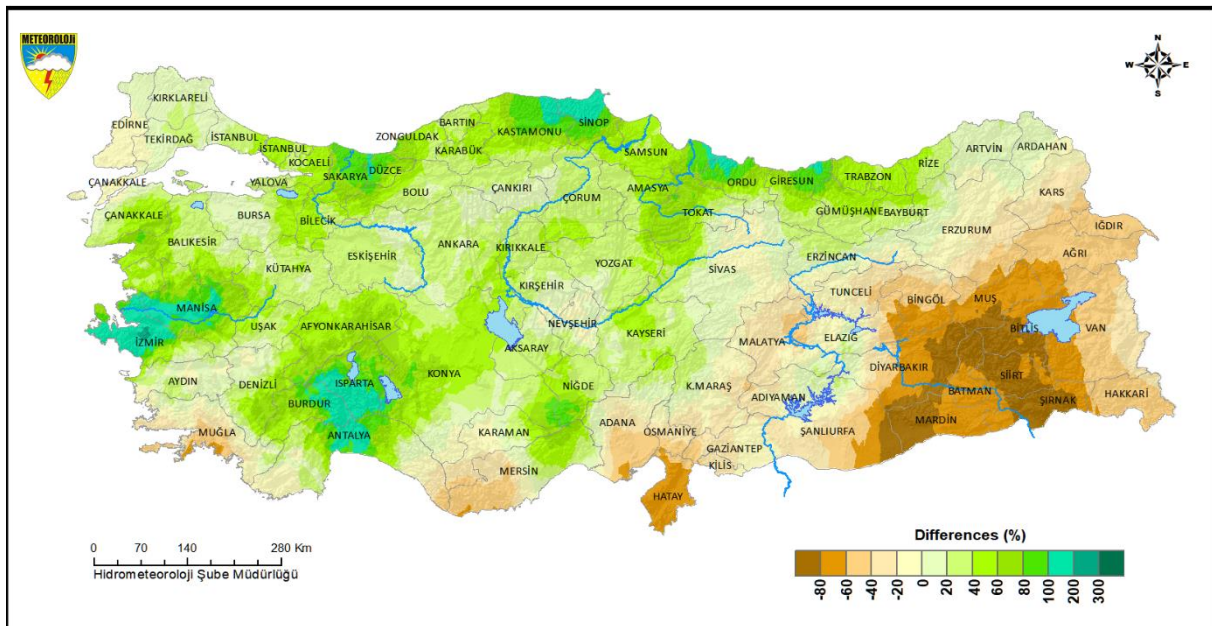 METEOROLOJİ
N
W E
S
KIRKLARELİ
EDİRNE
TEKİRDAĞ
İSTANBUL
İSTANBUL
KOCAELİ
YALOVA
SAKARYA
DÜZCE
ZONGULDAK
BARTIN
KARABÜK
KASTAMONU
SİNOP
SAMSUN
ORDU
GİRESUN
TRABZON
RİZE
ARTVİN
ARDAHAN
KARS
ÇANAKKALE
ÇANAKKALE
BURSA
BİLECİK
BOLU
ÇANKIRI
ÇORUM
AMASYA
TOKAT
GÜMÜŞHANE
BAYBURT
ERZURUM
IĞDIR
AĞRI
BALIKESİR
KÜTAHYA
ESKİŞEHİR
ANKARA
KIRIKKALE
YOZGAT
SİVAS
ERZİNCAN
TUNCELİ
BİNGÖL
MUŞ
BİTLİS
VAN
MANİSA
İZMİR
UŞAK
AFYONKARAHİSAR
KIRŞEHİR
NEVŞEHİR
AKSARAY
KAYSERİ
MALATYA
ELAZIĞ
DİYARBAKIR
SİİRT
BATMAN
ŞIRNAK
HAKKARİ
AYDIN
DENİZLİ
ISPARTA
BURDUR
KONYA
NİĞDE
K.MARAŞ
ADIYAMAN
MARDİN
MUĞLA
ANTALYA
KARAMAN
MERSİN
ADANA
OSMANİYE
GAZİANTEP
KİLİS
ŞANLIURFA
HATAY
0 70 140 280 Km
Hidrometeoroloji Şube Müdürlüğü
Differences (%)
-80 -60 -40 -20 0 20 40 60 80 100 200 300